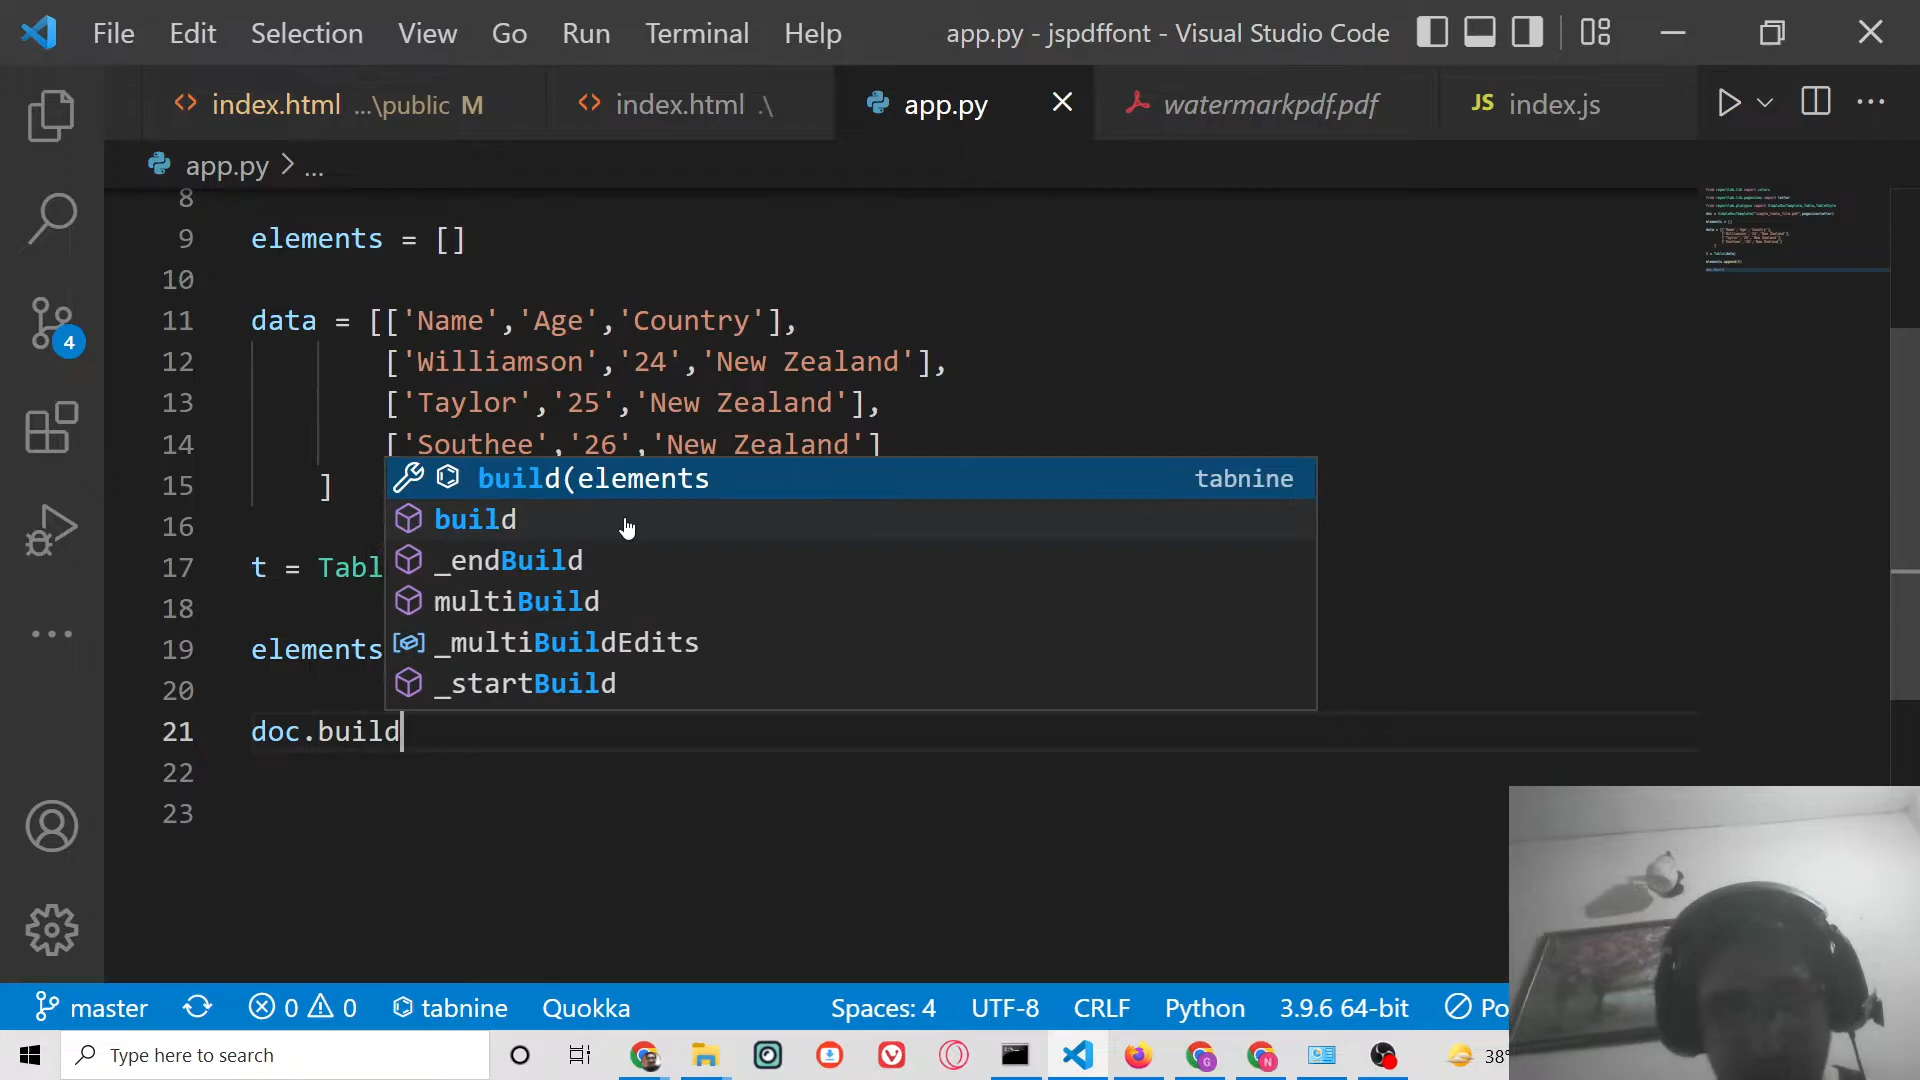 File Edit Selection View Go Run Terminal Help app.py - jspdffont - Visual Studio Code
index.html ...\public M index.html .\ app.py watermarkpdf.pdf JS index.js
app.py > ...
8
9 elements = []
10
11 data = [['Name','Age','Country'],
12 ['Williamson','24','New Zealand'],
13 ['Taylor','25','New Zealand'],
14 ['Southee','26','New Zealand']
build(elements tabnine
15 ]
build
16
_endBuild
17 t = Tabl
multiBuild
18
_multiBuildEdits
19 elements
_startBuild
20
21 doc.build
22
23
4
master 0 0 tabnine Quokka Spaces: 4 UTF-8 CRLF Python 3.9.6 64-bit Po
Type here to search 38°